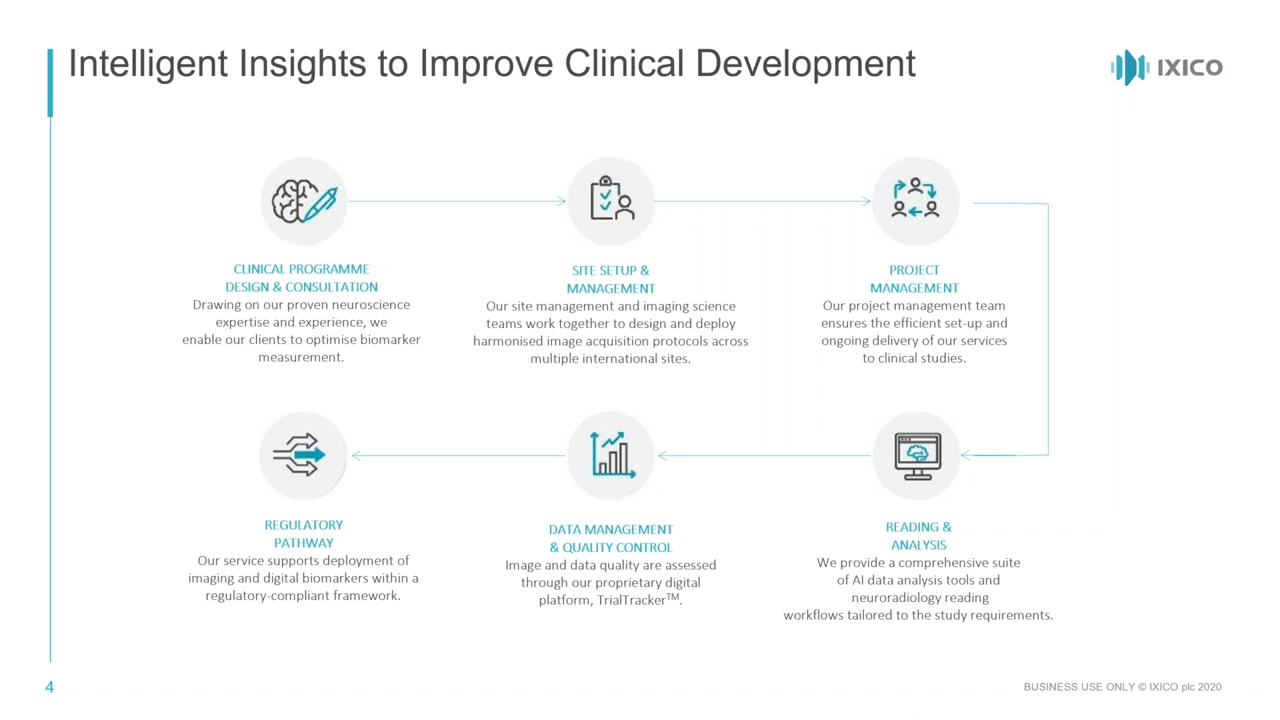 Intelligent Insights to Improve Clinical Development
IXICO
CLINICAL PROGRAMME
DESIGN & CONSULTATION
Drawing on our proven neuroscience
expertise and experience, we
enable our clients to optimise biomarker
measurement.
SITE SETUP &
MANAGEMENT
Our site management and imaging science
teams work together to design and deploy
harmonised image acquisition protocols across
multiple international sites.
PROJECT
MANAGEMENT
Our project management team
ensures the efficient set-up and
ongoing delivery of our services
to clinical studies.
REGULATORY
PATHWAY
Our service supports deployment of
imaging and digital biomarkers within a
regulatory-compliant framework.
DATA MANAGEMENT
& QUALITY CONTROL
Image and data quality are assessed
through our proprietary digital
platform, TrialTracker™.
READING &
ANALYSIS
We provide a comprehensive suite
of AI data analysis tools and
neuroradiology reading
workflows tailored to the study requirements.
4
BUSINESS USE ONLY © IXICO plc 2020